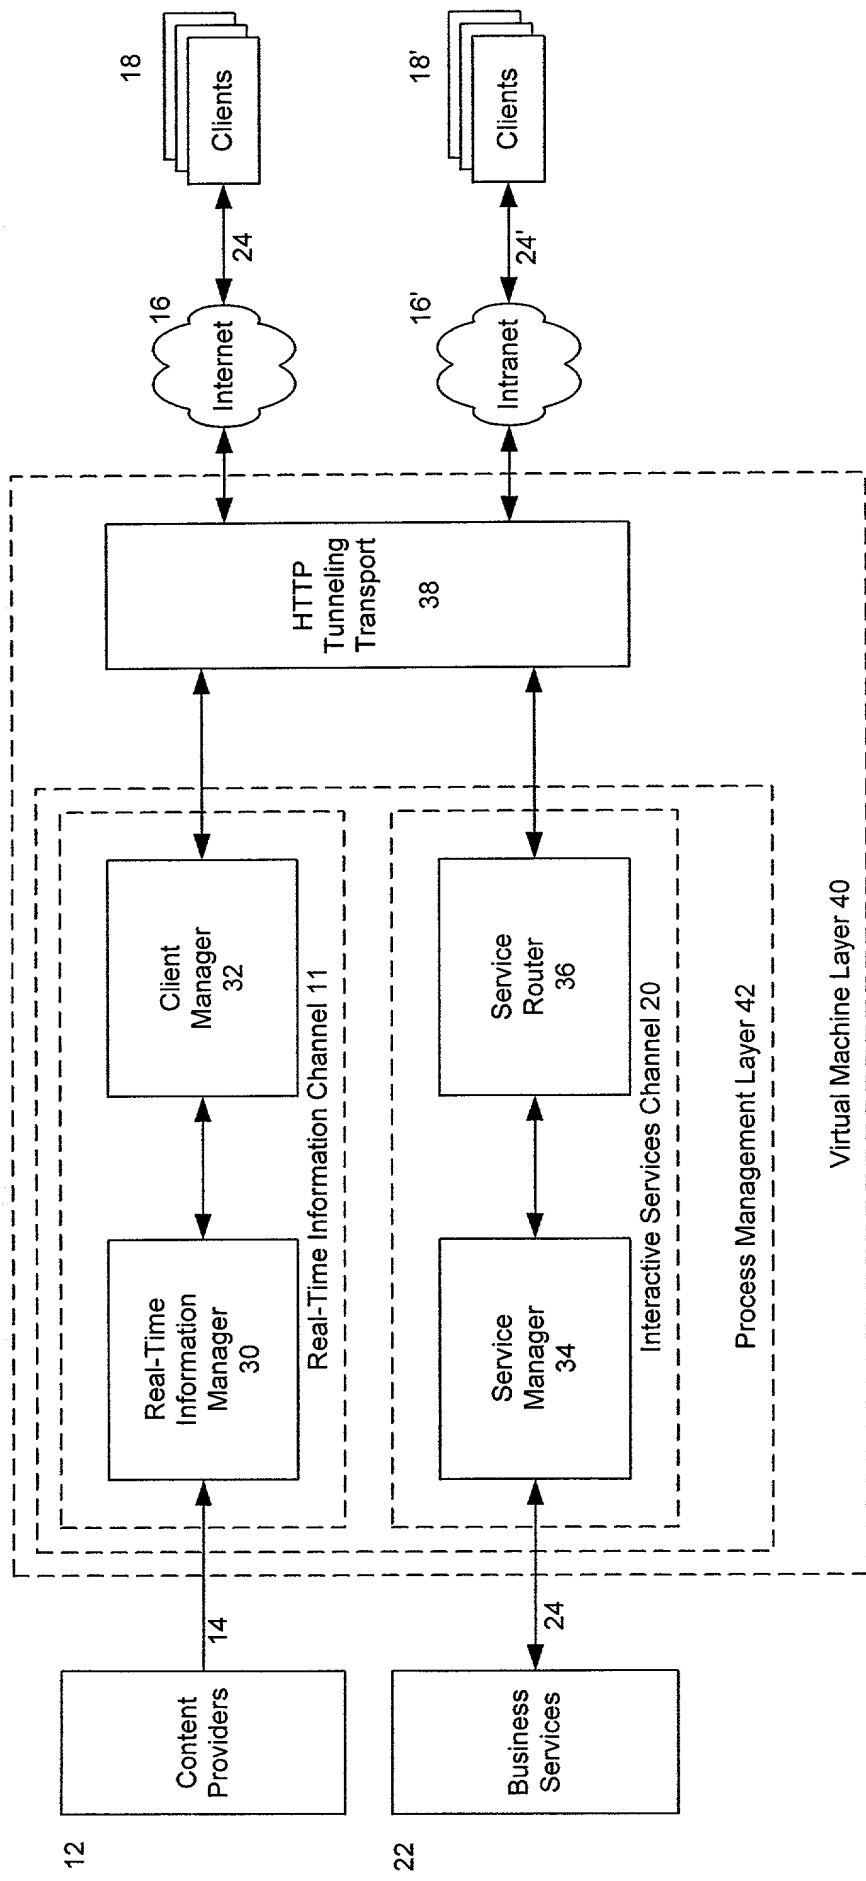 12
Content
Providers
14
Real-Time
Information
Manager
30
Client
Manager
32
Real-Time Information Channel 11
HTTP
Tunneling
Transport
38
Internet
16
24
Clients
18
22
Business
Services
24
Service
Manager
34
Service
Router
36
Interactive Services Channel 20
Intranet
16'
24'
Clients
18'
Process Management Layer 42
Virtual Machine Layer 40